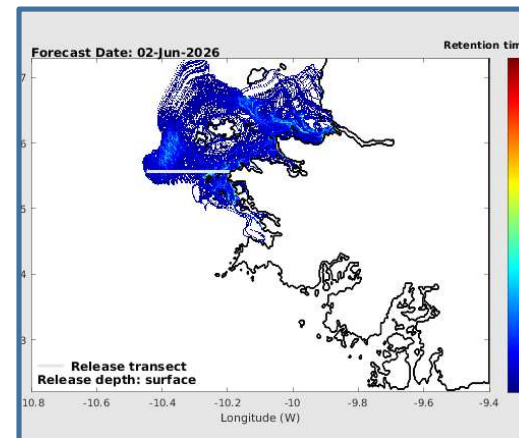 Forecast Date: 02-Jun-2026
Retention tim
7
6
5
4
3
Release transect
Release depth: surface
10.8
-10.6
-10.4
-10.2
-10
-9.8
-9.6
-9.4
Longitude (W)